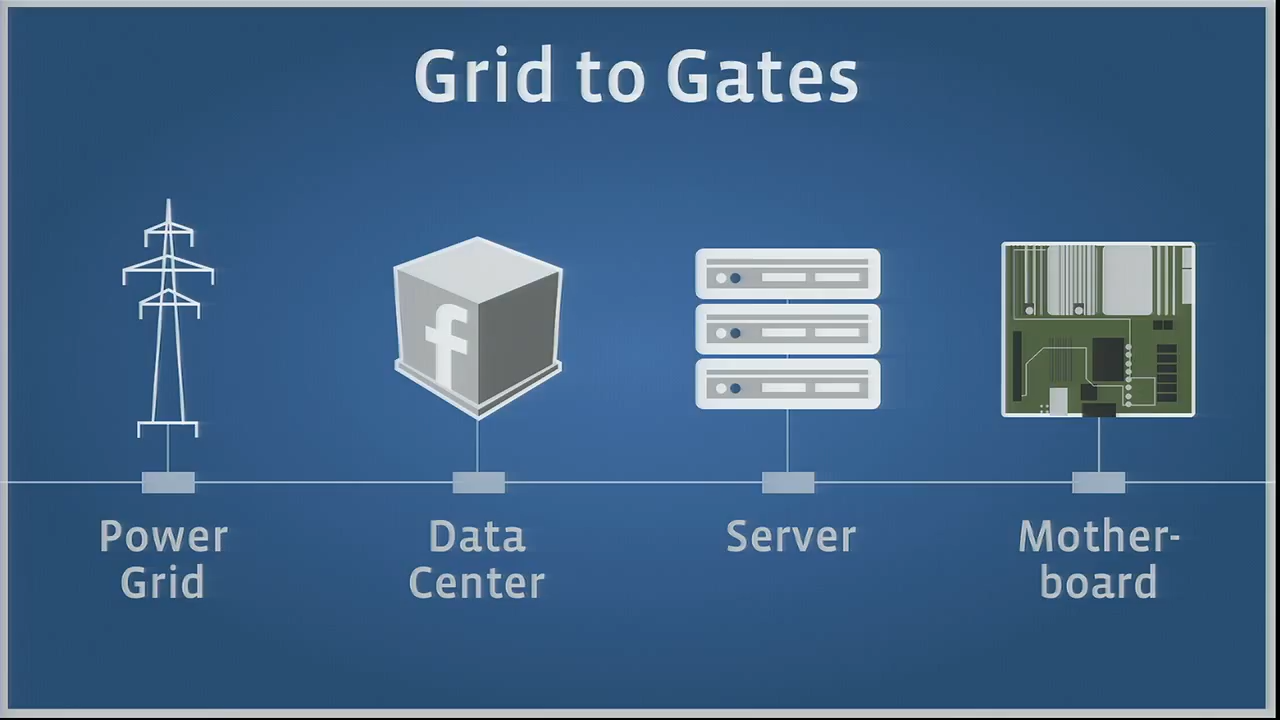 Grid to Gates
f
Power
Grid
Data
Center
Server
Mother-
board